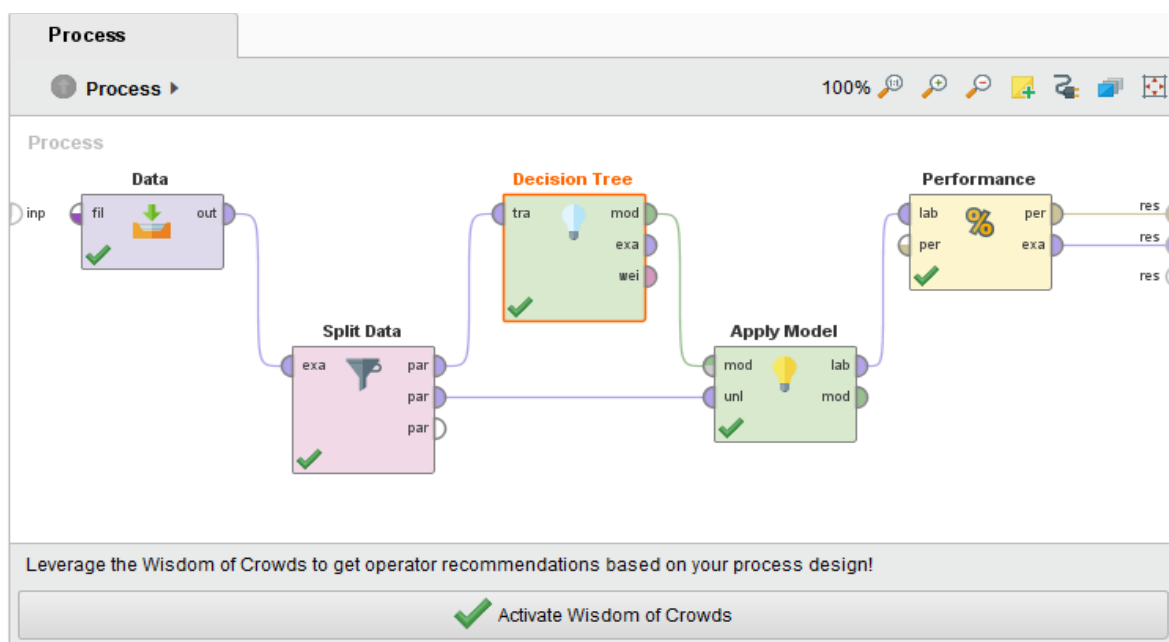 Process
Process
100%
Process
Data
inp
fil
out
Split Data
exa
par
par
par
Decision Tree
tra
mod
exa
wei
Apply Model
mod
lab
unl
mod
Performance
lab
per
per
exa
res
res
res
Leverage the Wisdom of Crowds to get operator recommendations based on your process design!
Activate Wisdom of Crowds